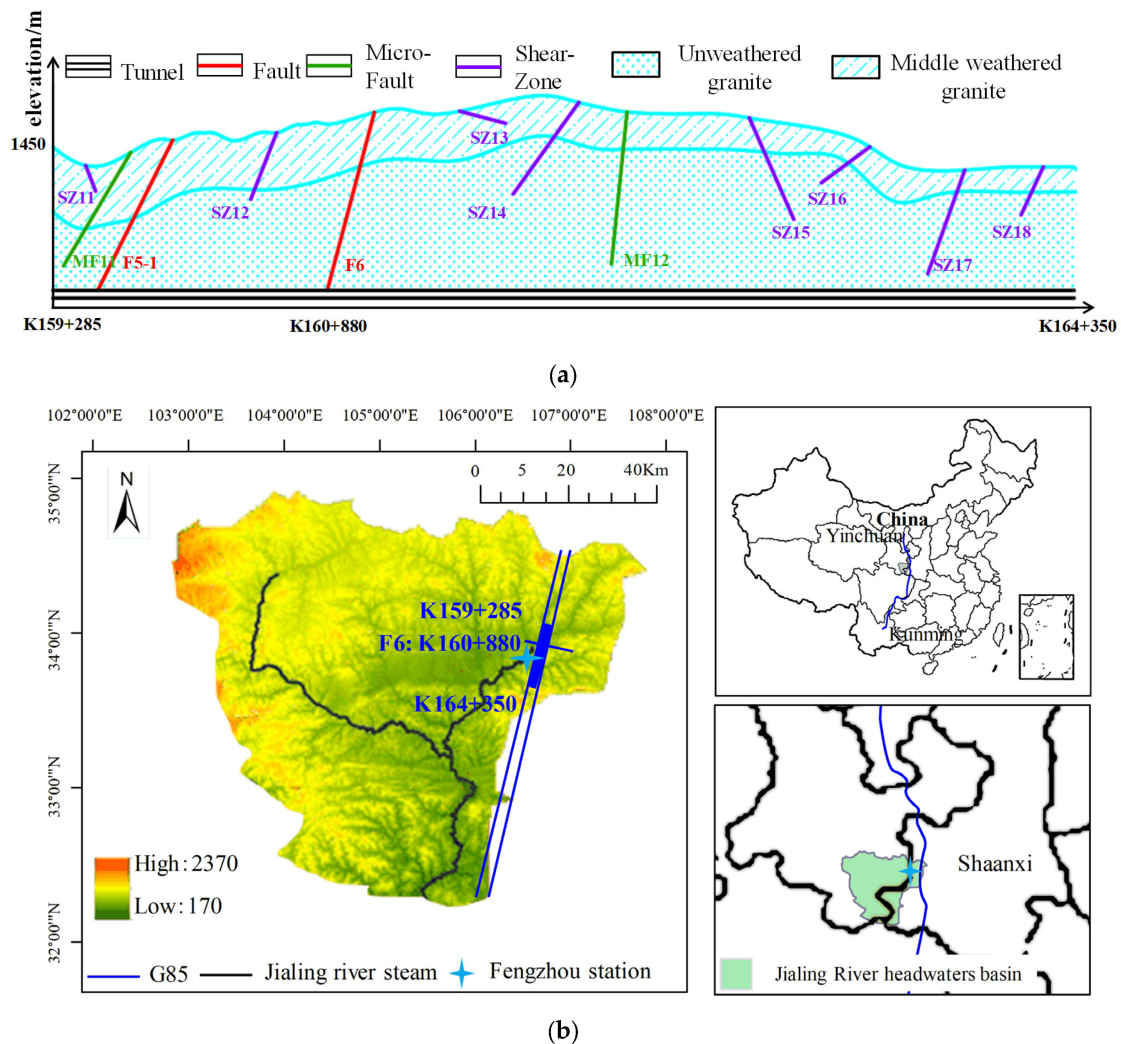 elevation/m
Tunnel
Fault
Micro-
Fault
Shear-
Zone
Unweathered
granite
Middle weathered
granite
1450
SZ11
MF11
F5-1
SZ12
F6
SZ13
SZ14
MF12
SZ15
SZ16
SZ17
SZ18
K159+285
K160+880
K164+350
(a)
102°00'0"E
103°00'0"E
104°00'0"E
105°00'0"E
106°00'0"E
107°00'0"E
108°00'0"E
35°00'"N
34°00'"N
33°00'"N
32°00'"N
N
0 5 20 40Km
K159+285
F6: K160+880
K164+350
High: 2370
Low: 170
G85
Jialing river steam
Fengzhou station
China
Yinchuan
Kunming
Shaanxi
Jialing River headwaters basin
(b)